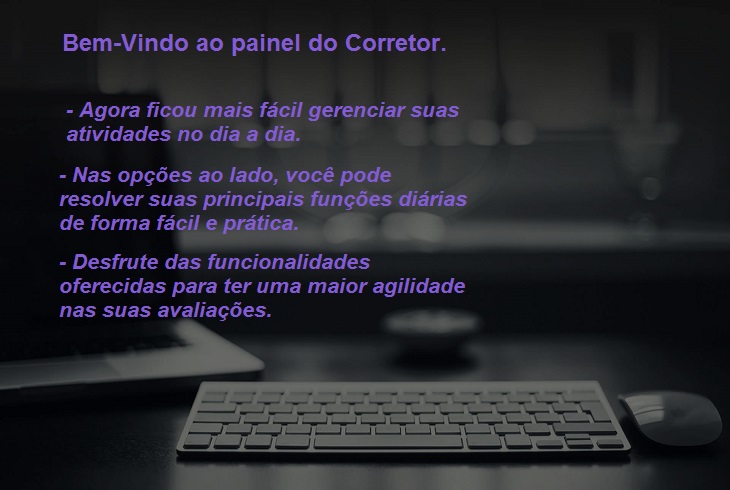 Bem-Vindo ao painel do Corretor.
- Agora ficou mais fácil gerenciar suas
atividades no dia a dia.
- Nas opções ao lado, você pode
resolver suas principais funções diárias
de forma fácil e prática.
- Desfrute das funcionalidades
oferecidas para ter uma maior agilidade
nas suas avaliações.